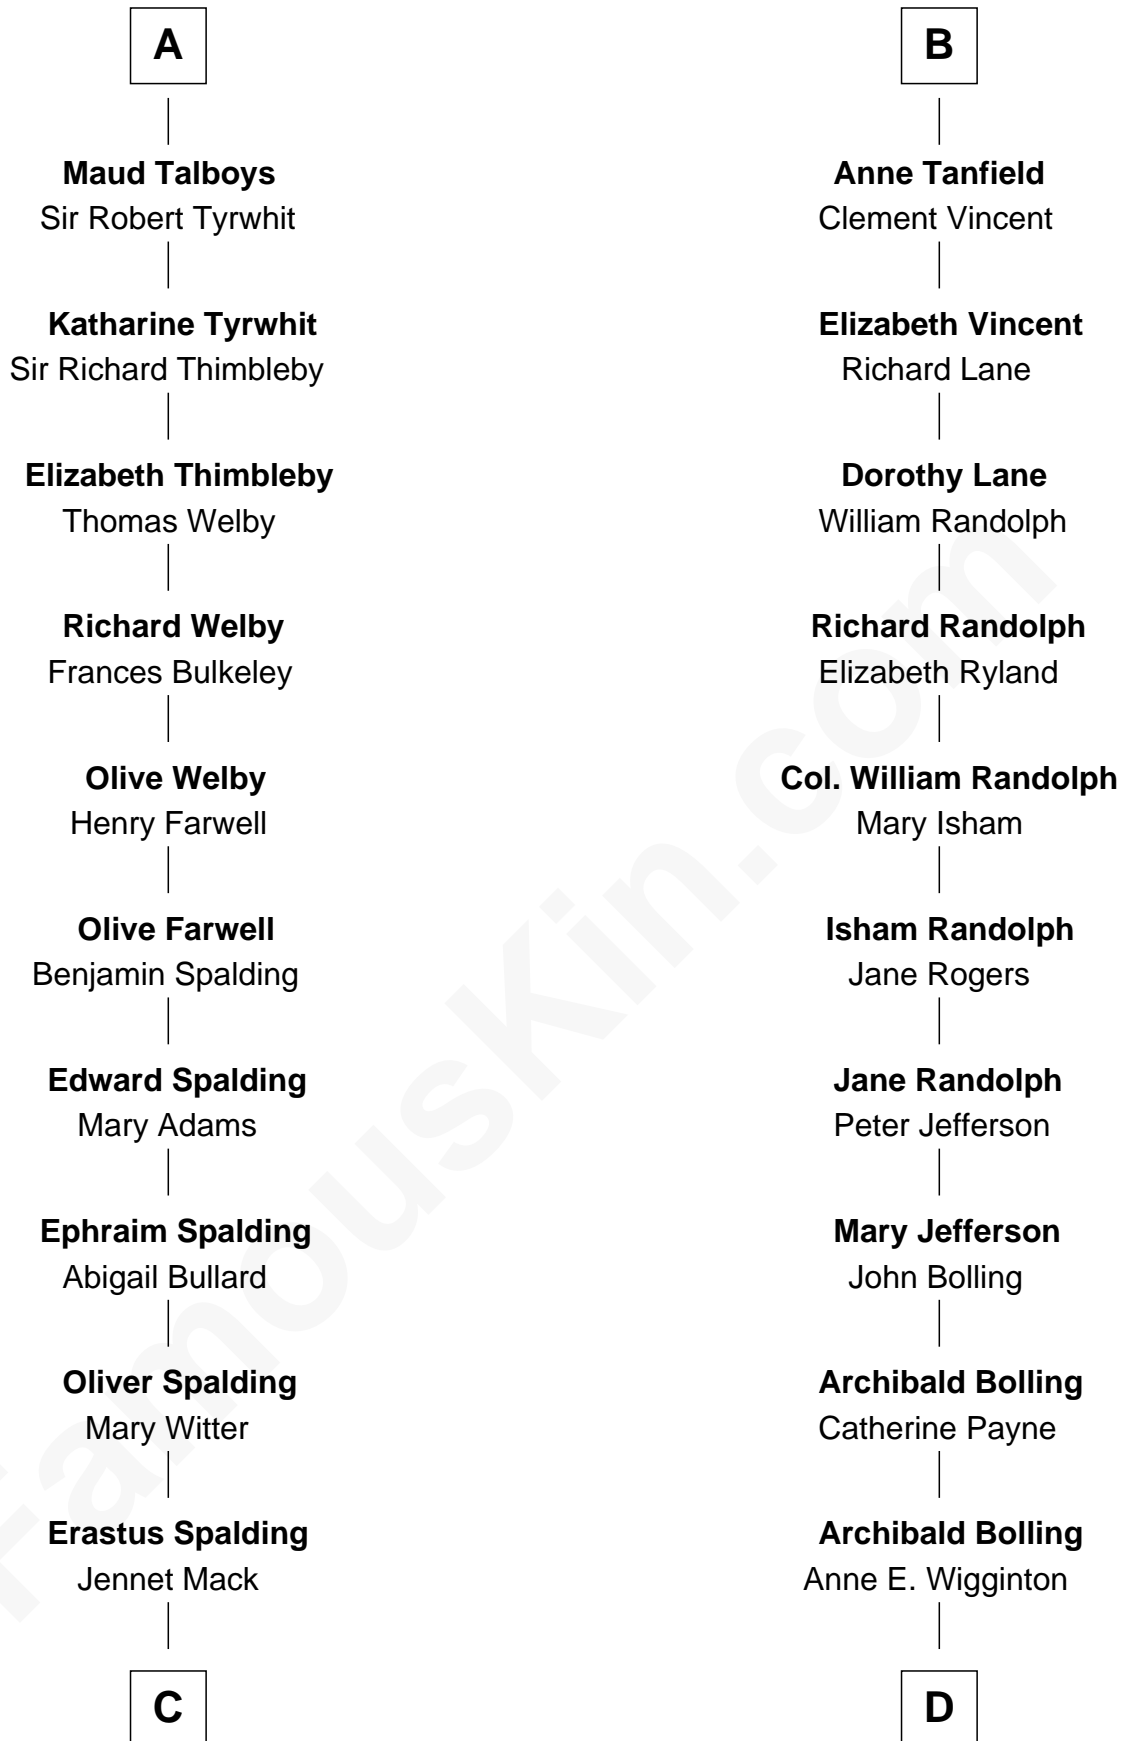 A
Maud Talboys
Sir Robert Tyrwhit
Katharine Tyrwhit
Sir Richard Thimbleby
Elizabeth Thimbleby
Thomas Welby
Richard Welby
Frances Bulkeley
Olive Welby
Henry Farwell
Olive Farwell
Benjamin Spalding
Edward Spalding
Mary Adams
Ephraim Spalding
Abigail Bullard
Oliver Spalding
Mary Witter
Erastus Spalding
Jennet Mack
C
B
Anne Tanfield
Clement Vincent
Elizabeth Vincent
Richard Lane
Dorothy Lane
William Randolph
Richard Randolph
Elizabeth Ryland
Col. William Randolph
Mary Isham
Isham Randolph
Jane Rogers
Jane Randolph
Peter Jefferson
Mary Jefferson
John Bolling
Archibald Bolling
Catherine Payne
Archibald Bolling
Anne E. Wigginton
D
FamousKin.com